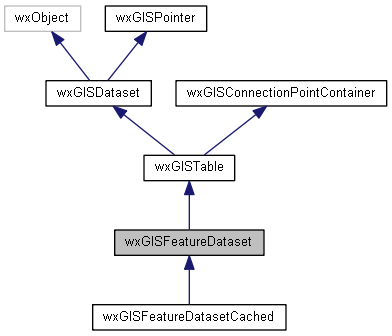 wxObject
wxGISPointer
wxGISDataset
wxGISConnectionPointContainer
wxGISTable
wxGISFeatureDataset
wxGISFeatureDatasetCached